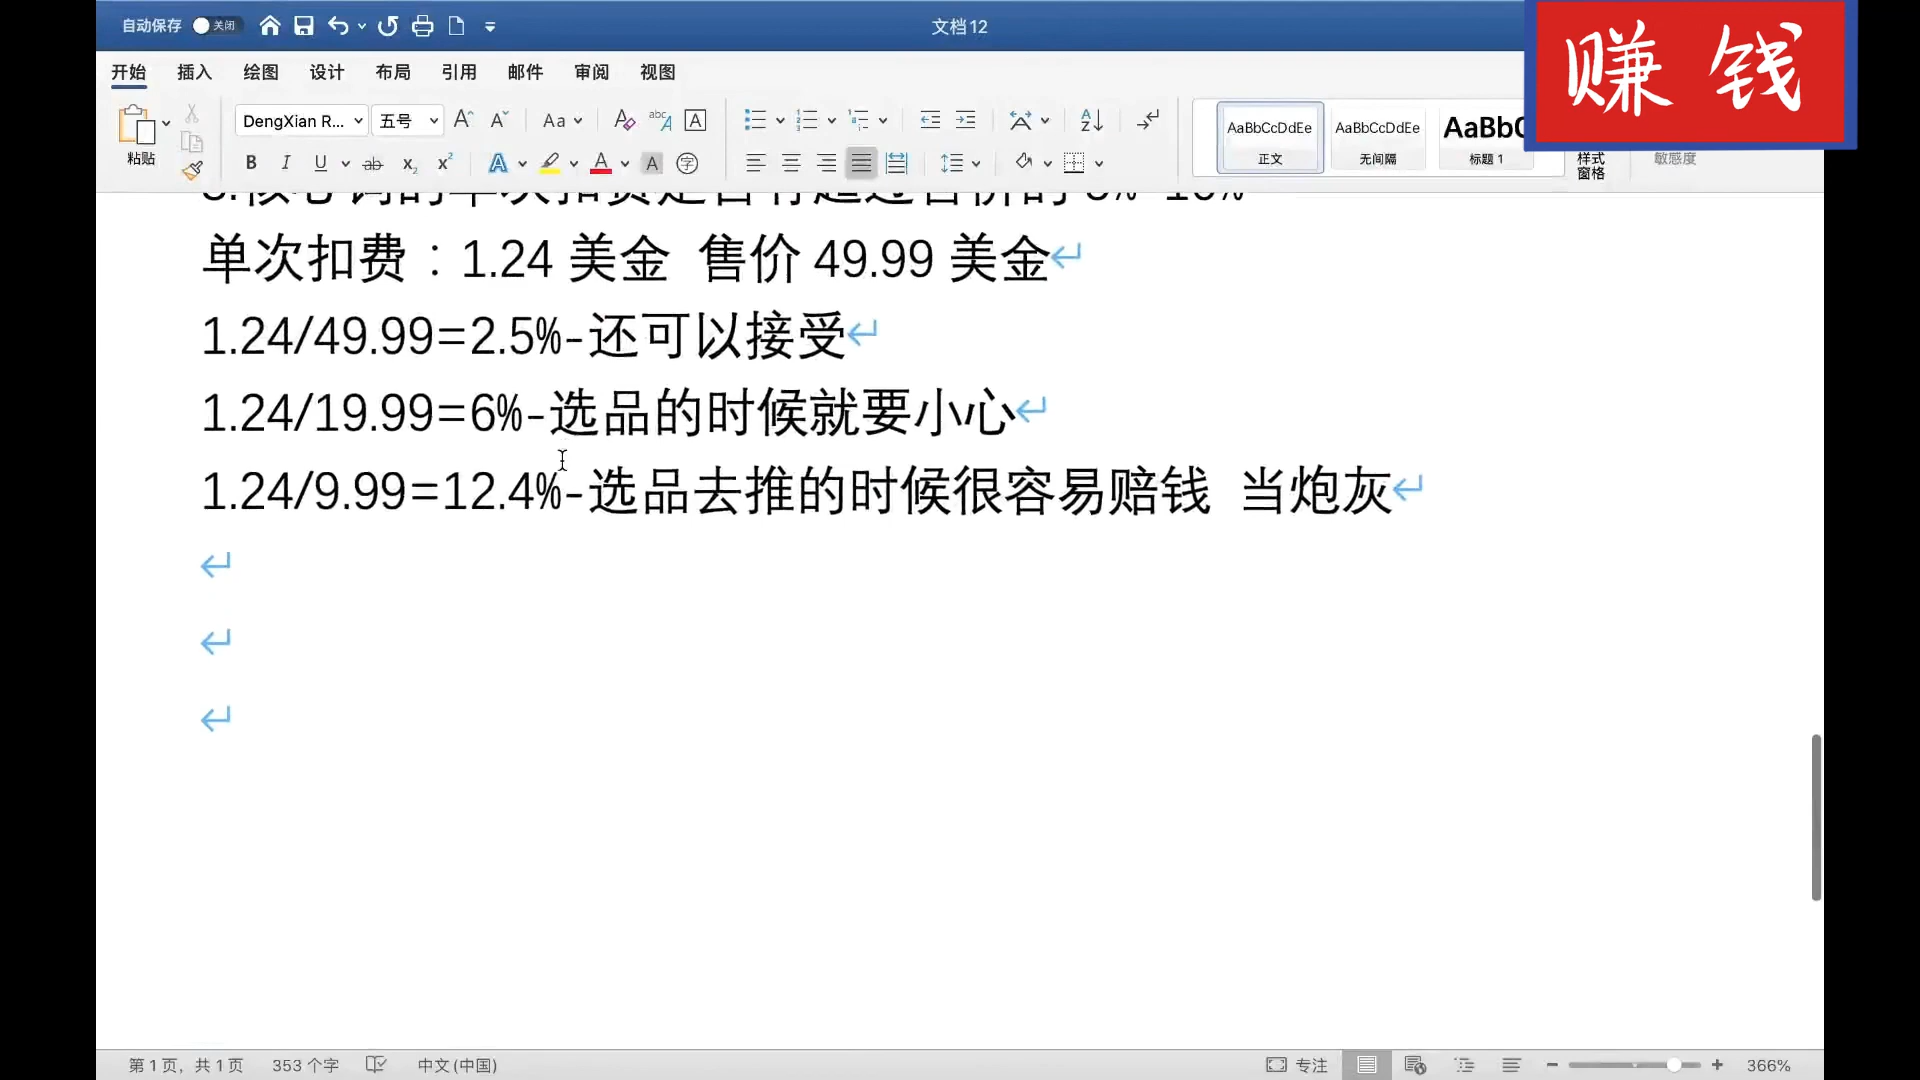 自动保存 关闭 文档12
赚 钱
开始 插入 绘图 设计 布局 引用 邮件 审阅 视图
粘贴 DengXian R... 五号 Aa AaBbCcDdEe AaBbCcDdEe AaBbC
正文 无间隔 标题 1 样式 窗格 敏感度
单次扣费：1.24 美金 售价 49.99 美金
1.24/49.99=2.5%-还可以接受
1.24/19.99=6%-选品的时候就要小心
1.24/9.99=12.4%-选品去推的时候很容易赔钱 当炮灰
第 1 页，共 1 页 353 个字 中文 (中国) 专注 366%